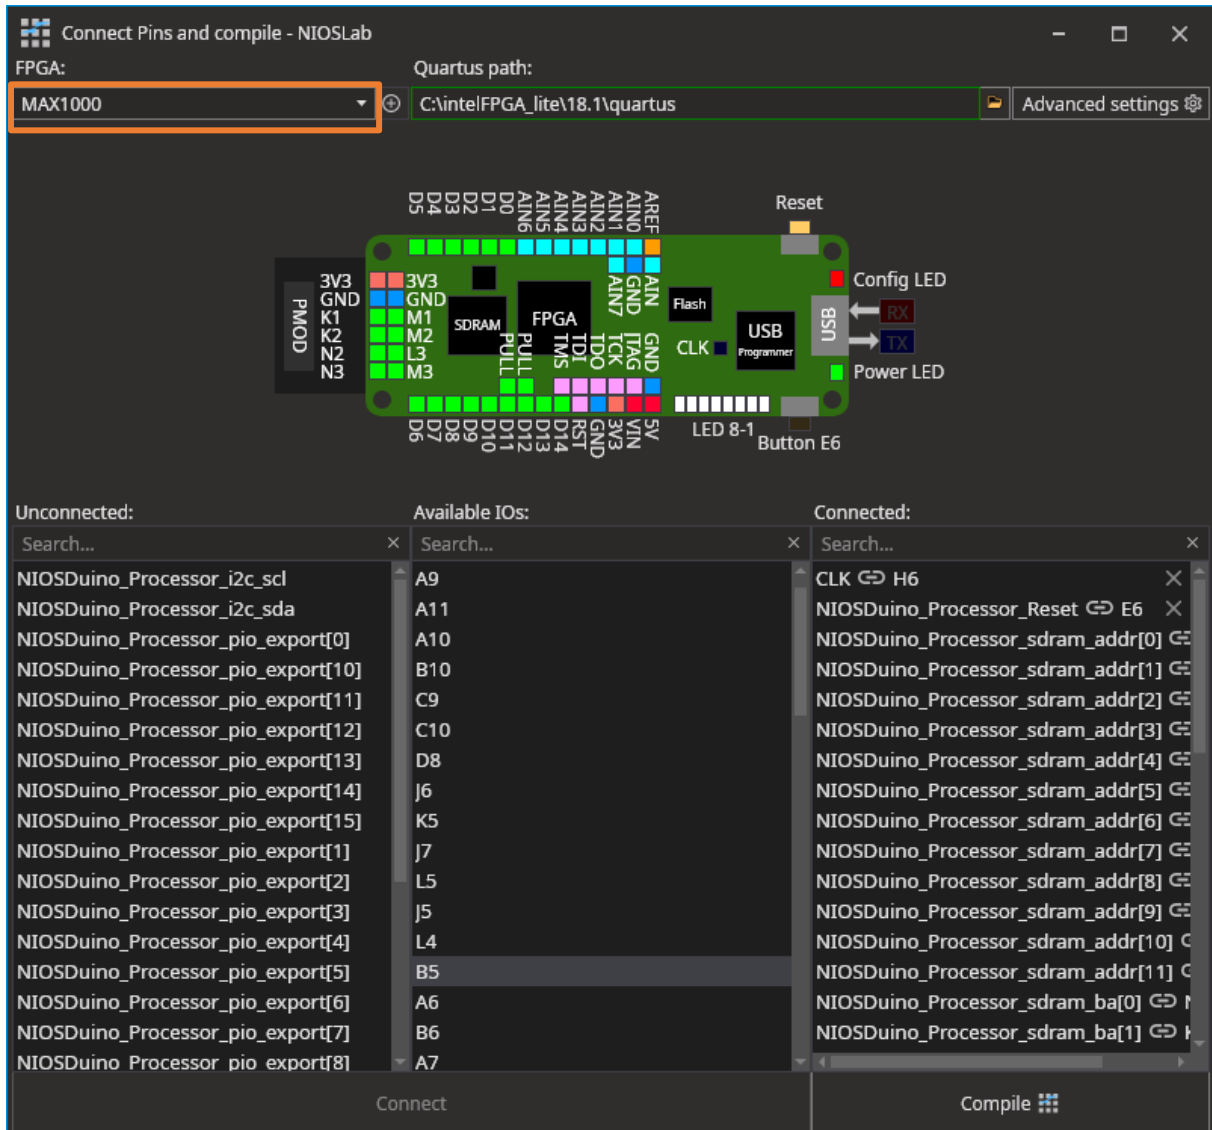 Connect Pins and compile - NIOSLab
FPGA:
Quartus path:
MAX1000
C:\intelFPGA_lite\18.1\quartus
Advanced settings
D5 D4 D3 D2 D1 D0 AIN6 AIN5 AIN4 AIN3 AIN2 AIN1 AIN0 AREF
Reset
AIN7 GND AIN
PMOD
3V3 3V3
GND GND
K1 M1
K2 M2
N2 L3
N3 M3
SDRAM
FPGA
Flash
USB
Programmer
CLK
USB
Config LED
RX
TX
Power LED
PULL PULL TMS TDI TDO TCK JTAG GND
D6 D7 D8 D9 D10 D11 D12 D13 D14 RST GND 3V3 VIN 5V
LED 8-1
Button E6
Unconnected:
Search...
NIOSDuino_Processor_i2c_scl
NIOSDuino_Processor_i2c_sda
NIOSDuino_Processor_pio_export[0]
NIOSDuino_Processor_pio_export[10]
NIOSDuino_Processor_pio_export[11]
NIOSDuino_Processor_pio_export[12]
NIOSDuino_Processor_pio_export[13]
NIOSDuino_Processor_pio_export[14]
NIOSDuino_Processor_pio_export[15]
NIOSDuino_Processor_pio_export[1]
NIOSDuino_Processor_pio_export[2]
NIOSDuino_Processor_pio_export[3]
NIOSDuino_Processor_pio_export[4]
NIOSDuino_Processor_pio_export[5]
NIOSDuino_Processor_pio_export[6]
NIOSDuino_Processor_pio_export[7]
NIOSDuino_Processor_pio_export[8]
Available IOs:
Search...
A9
A11
A10
B10
C9
C10
D8
J6
K5
J7
L5
J5
L4
B5
A6
B6
A7
Connected:
Search...
CLK H6
NIOSDuino_Processor_Reset E6
NIOSDuino_Processor_sdram_addr[0]
NIOSDuino_Processor_sdram_addr[1]
NIOSDuino_Processor_sdram_addr[2]
NIOSDuino_Processor_sdram_addr[3]
NIOSDuino_Processor_sdram_addr[4]
NIOSDuino_Processor_sdram_addr[5]
NIOSDuino_Processor_sdram_addr[6]
NIOSDuino_Processor_sdram_addr[7]
NIOSDuino_Processor_sdram_addr[8]
NIOSDuino_Processor_sdram_addr[9]
NIOSDuino_Processor_sdram_addr[10]
NIOSDuino_Processor_sdram_addr[11]
NIOSDuino_Processor_sdram_ba[0]
NIOSDuino_Processor_sdram_ba[1]
Connect
Compile